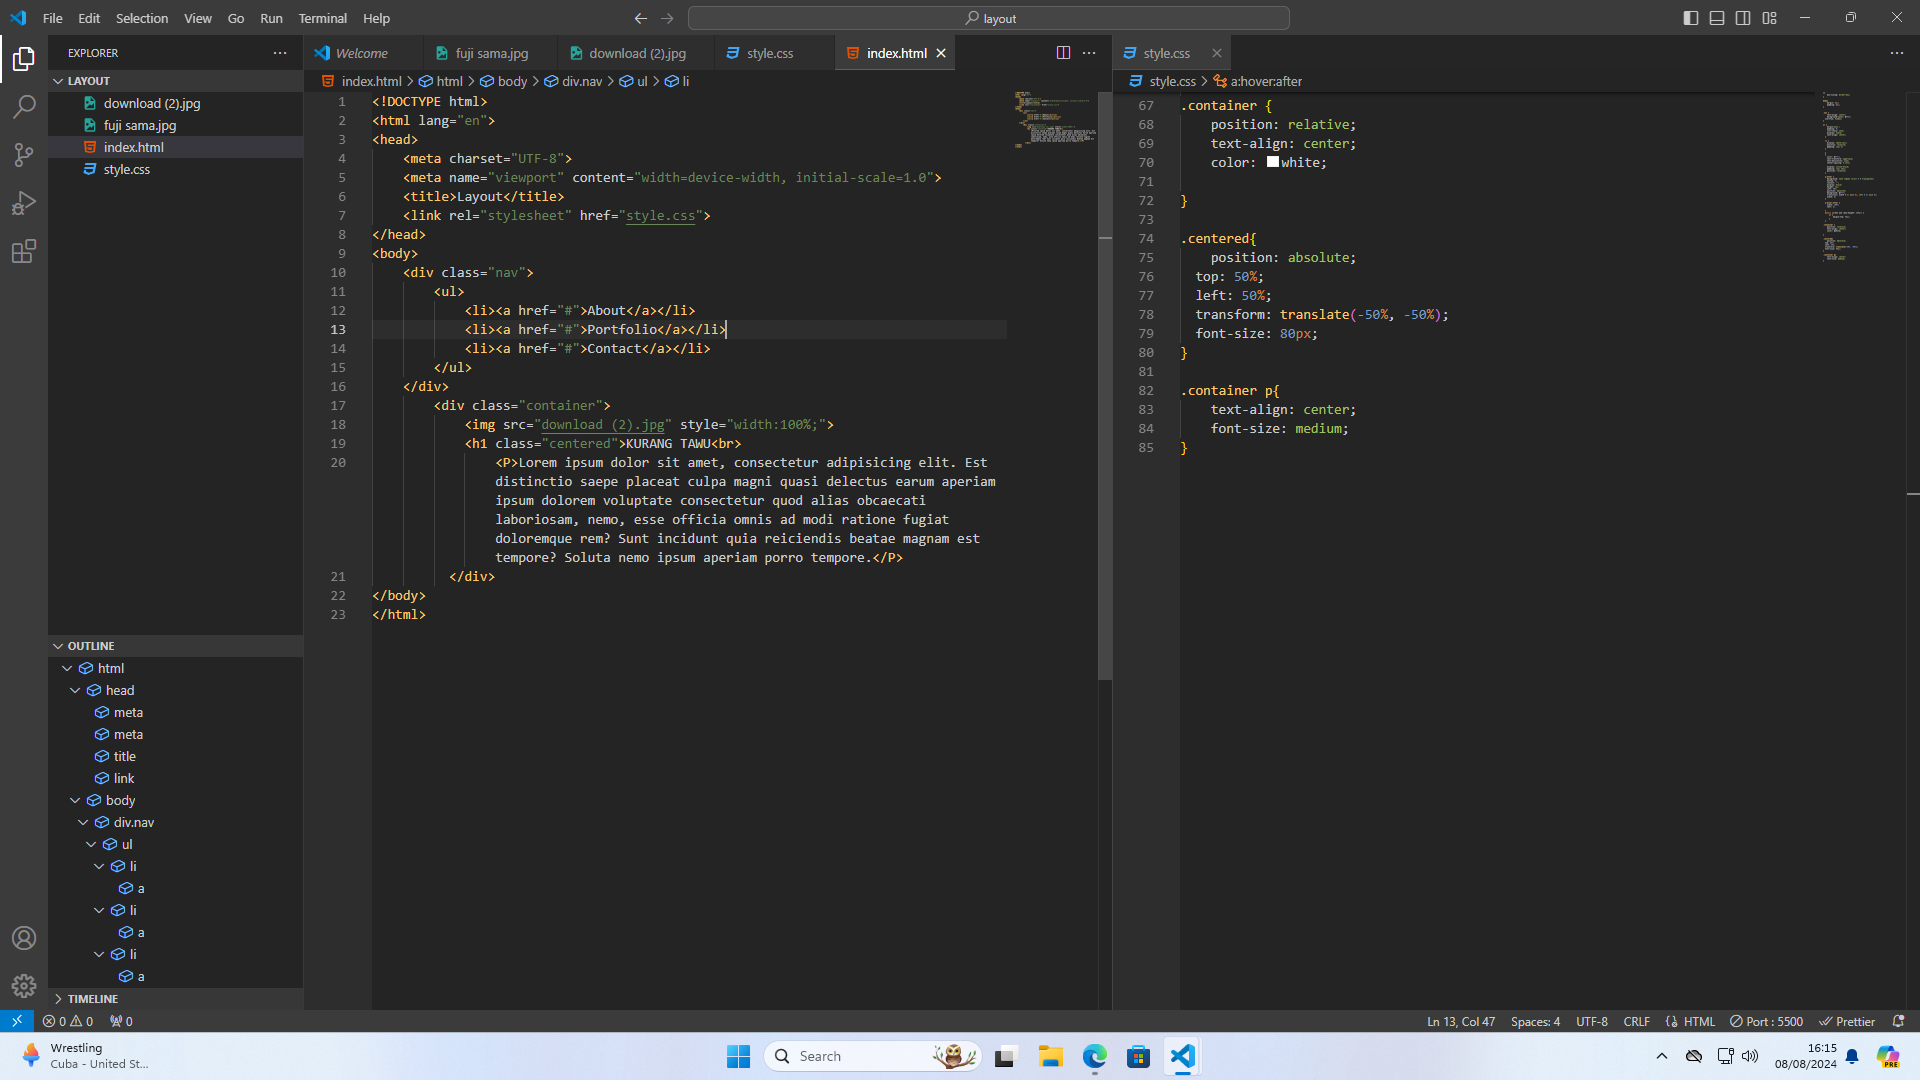 File Edit Selection View Go Run Terminal Help
layout
EXPLORER
LAYOUT
download (2).jpg
fuji sama.jpg
index.html
style.css
OUTLINE
html
head
meta
meta
title
link
body
div.nav
ul
li
a
li
a
li
a
TIMELINE
Welcome fuji sama.jpg download (2).jpg style.css index.html
index.html > html > body > div.nav > ul > li
1 <!DOCTYPE html>
2 <html lang="en">
3 <head>
4 <meta charset="UTF-8">
5 <meta name="viewport" content="width=device-width, initial-scale=1.0">
6 <title>Layout</title>
7 <link rel="stylesheet" href="style.css">
8 </head>
9 <body>
10 <div class="nav">
11 <ul>
12 <li><a href="#">About</a></li>
13 <li><a href="#">Portfolio</a></li>
14 <li><a href="#">Contact</a></li>
15 </ul>
16 </div>
17 <div class="container">
18 <img src="download (2).jpg" style="width:100%;">
19 <h1 class="centered">KURANG TAWU<br>
20 <P>Lorem ipsum dolor sit amet, consectetur adipisicing elit. Est
distinctio saepe placeat culpa magni quasi delectus earum aperiam
ipsum dolorem voluptate consectetur quod alias obcaecati
laboriosam, nemo, esse officia omnis ad modi ratione fugiat
doloremque rem? Sunt incidunt quia reiciendis beatae magnam est
tempore? Soluta nemo ipsum aperiam porro tempore.</P>
21 </div>
22 </body>
23 </html>
style.css
style.css > a:hover:after
67 .container {
68 position: relative;
69 text-align: center;
70 color: white;
71
72 }
73
74 .centered{
75 position: absolute;
76 top: 50%;
77 left: 50%;
78 transform: translate(-50%, -50%);
79 font-size: 80px;
80 }
81
82 .container p{
83 text-align: center;
84 font-size: medium;
85 }
0 0 0
Ln 13, Col 47 Spaces: 4 UTF-8 CRLF HTML Port : 5500 Prettier
Wrestling
Cuba - United St...
Search
16:15
08/08/2024
PRE